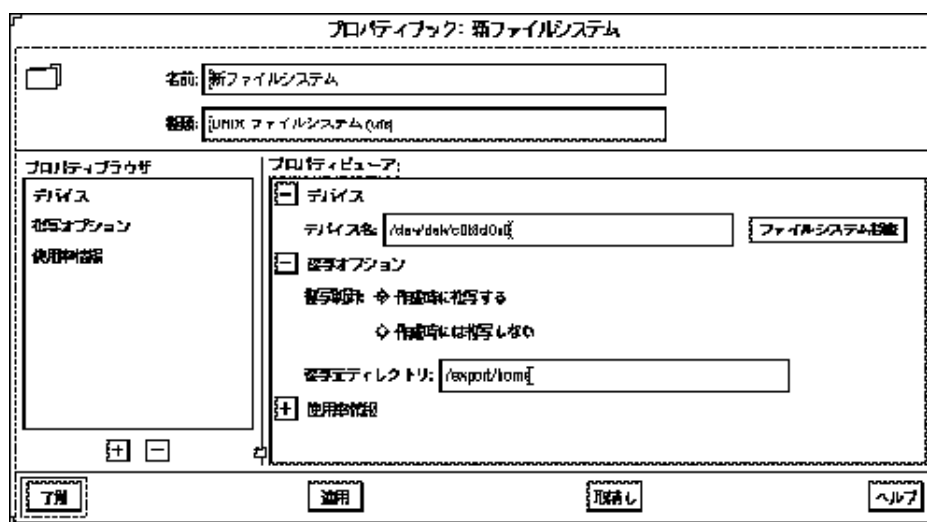 プロパティブック: 新ファイルシステム
名前: 新ファイルシステム
種類: UNIX ファイルシステム (ufs)
プロパティブラウザ
デバイス
複写オプション
使用率情報
プロパティビューア:
デバイス
デバイス名: ファイルシステム検査
複写オプション
複写制御: 作成時に複写する
作成時には複写しない
複写元ディレクトリ: /export/home
使用率情報
了解 適用 取消し ヘルプ